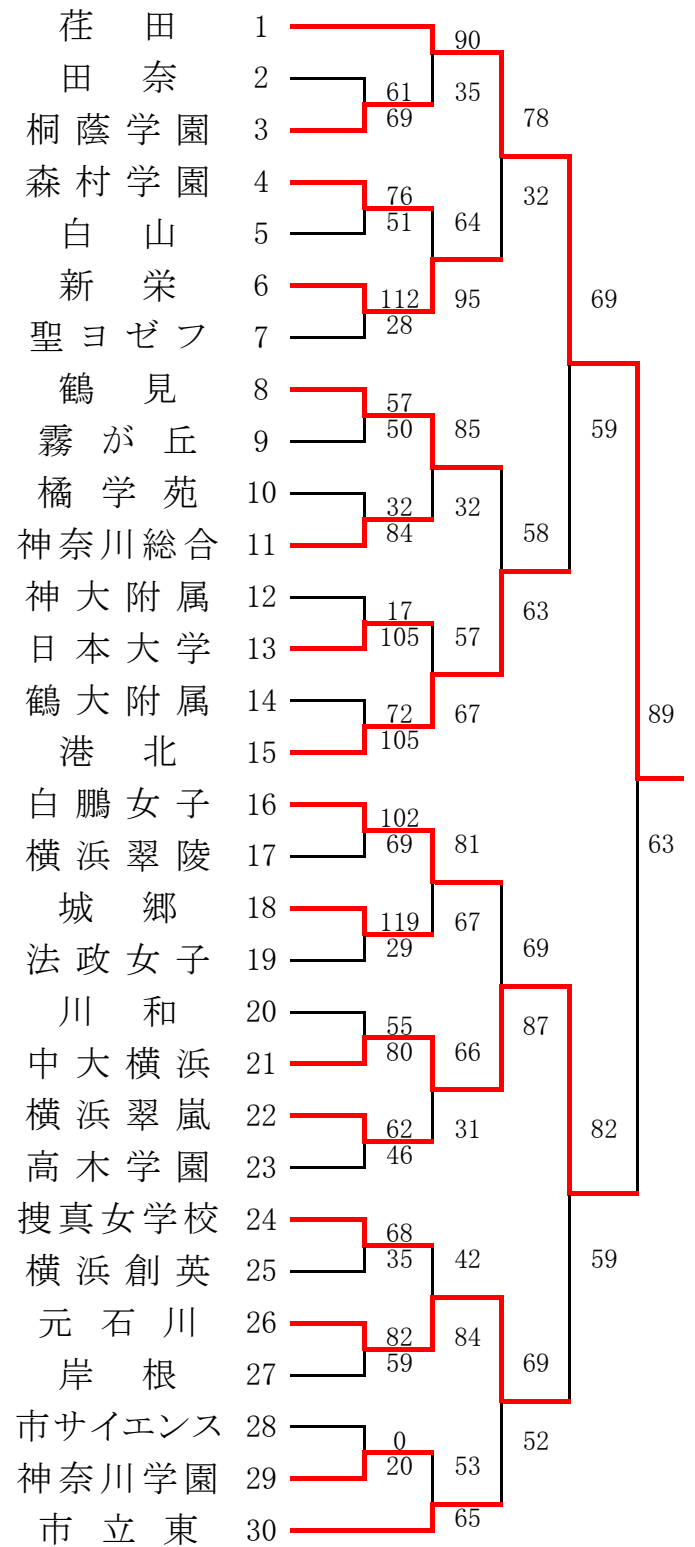 荏田 1
90
田奈 2
61
35
69
桐蔭学園 3
78
森村学園 4
76
32
51
64
白山 5
新栄 6
112
95
69
28
聖ヨゼフ 7
鶴見 8
57
50
85
59
霧が丘 9
橘学苑 10
32
32
84
58
神奈川総合 11
神大附属 12
17
63
105
57
日本大学 13
鶴大附属 14
72
67
89
105
港北 15
白鵬女子 16
102
69
81
63
横浜翠陵 17
城郷 18
119
67
29
69
法政女子 19
川和 20
55
87
80
66
中大横浜 21
横浜翠嵐 22
62
31
82
46
高木学園 23
捜真女学校 24
68
35
42
59
横浜創英 25
元石川 26
82
84
59
69
岸根 27
市サイエンス 28
0
52
20
53
神奈川学園 29
65
市立東 30